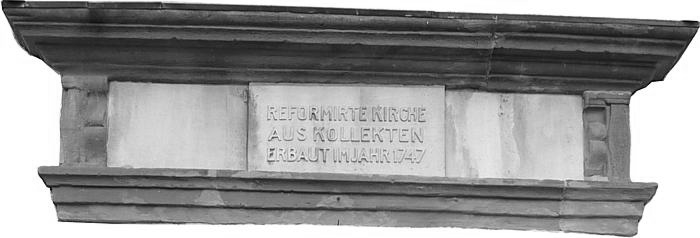 REFORMIRTE KIRCHE
AUS KOLLEKTEN
ERBAUT IM JAHR 1747